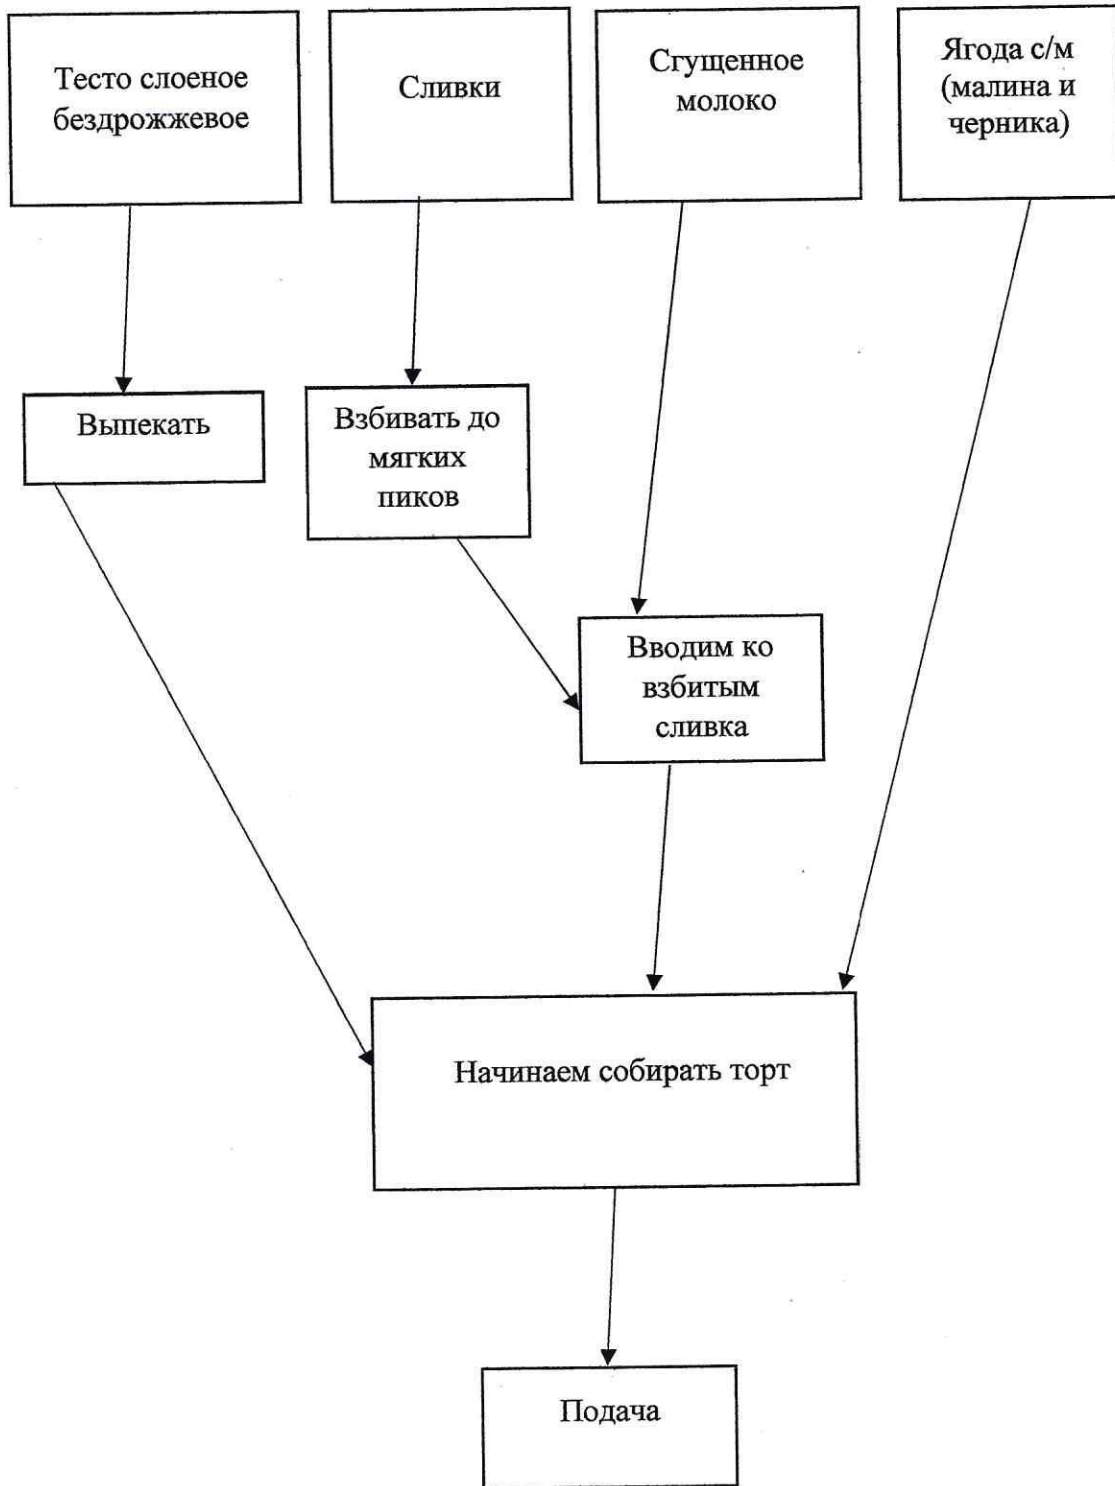 Тесто слоеное
бездрожжевое
Сливки
Сгущенное
молоко
Ягода с/м
(малина и
черника)
Выпекать
Взбивать до
мягких
пиков
Вводим ко
взбитым
сливка
Начинаем собирать торт
Подача